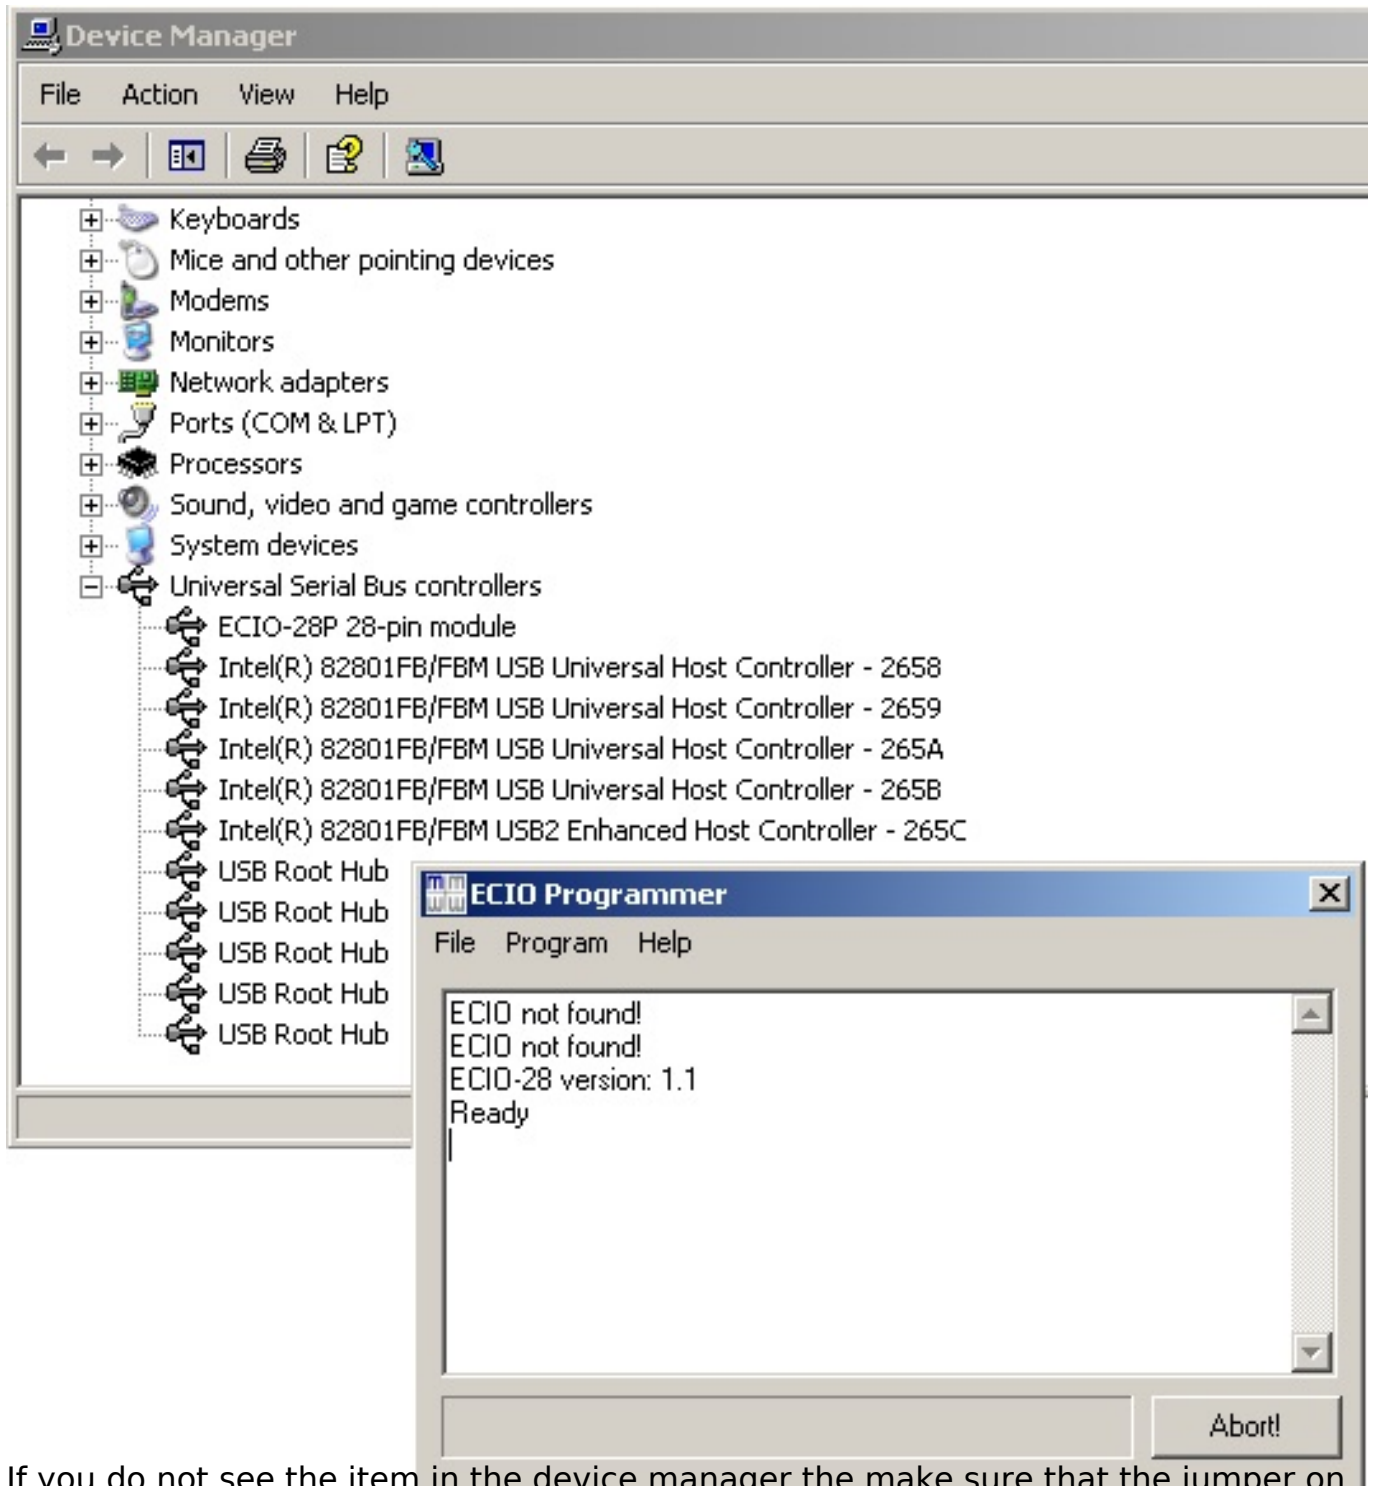 Device Manager
File Action View Help
Keyboards
Mice and other pointing devices
Modems
Monitors
Network adapters
Ports (COM & LPT)
Processors
Sound, video and game controllers
System devices
Universal Serial Bus controllers
ECIO-28P 28-pin module
Intel(R) 82801FB/FBM USB Universal Host Controller - 2658
Intel(R) 82801FB/FBM USB Universal Host Controller - 2659
Intel(R) 82801FB/FBM USB Universal Host Controller - 265A
Intel(R) 82801FB/FBM USB Universal Host Controller - 265B
Intel(R) 82801FB/FBM USB2 Enhanced Host Controller - 265C
USB Root Hub
USB Root Hub
USB Root Hub
USB Root Hub
USB Root Hub
ECIO Programmer
File Program Help
ECIO not found!
ECIO not found!
ECIO-28 version: 1.1
Ready
Abort!
If you do not see the item in the device manager the make sure that the jumper on